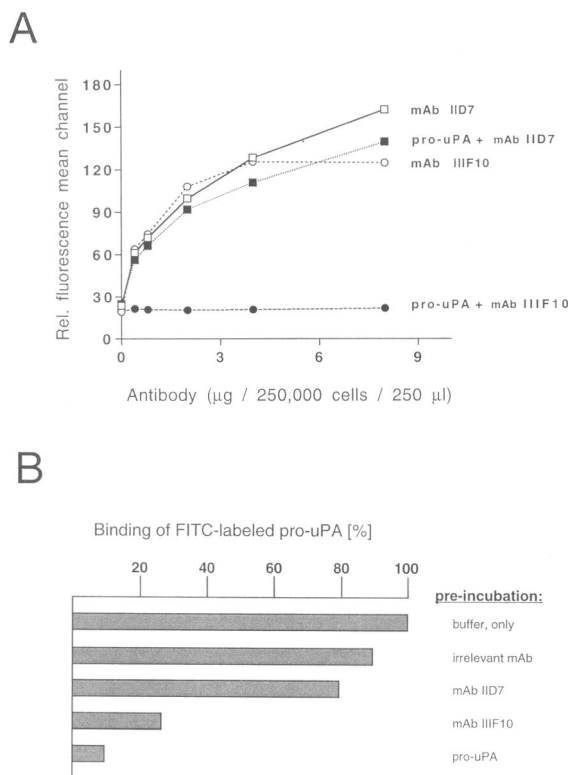 A
Rel. fluorescence mean channel
180
150
120
90
60
30
0
0
3
6
9
mAb IID7
pro-uPA + mAb IID7
mAb IIIF10
pro-uPA + mAb IIIF10
Antibody (µg / 250,000 cells / 250 µl)
B
Binding of FITC-labeled pro-uPA [%]
20
40
60
80
100
pre-incubation:
buffer, only
irrelevant mAb
mAb IID7
mAb IIIF10
pro-uPA